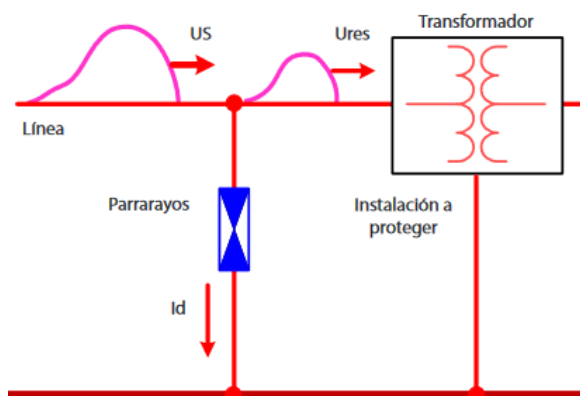 Transformador
US
Ures
Línea
Parrarayos
Instalación a
proteger
Id